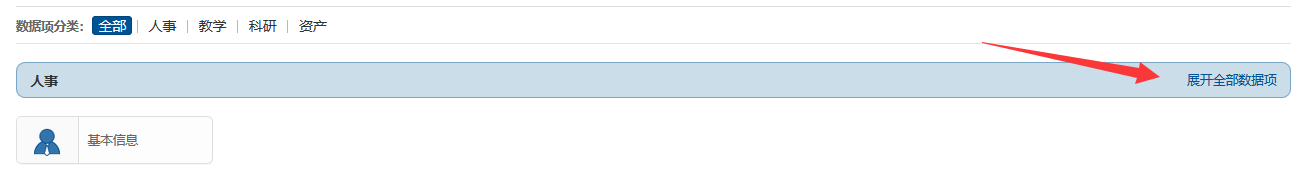 数据项分类: 全部 | 人事 | 教学 | 科研 | 资产
人事 展开全部数据项
基本信息